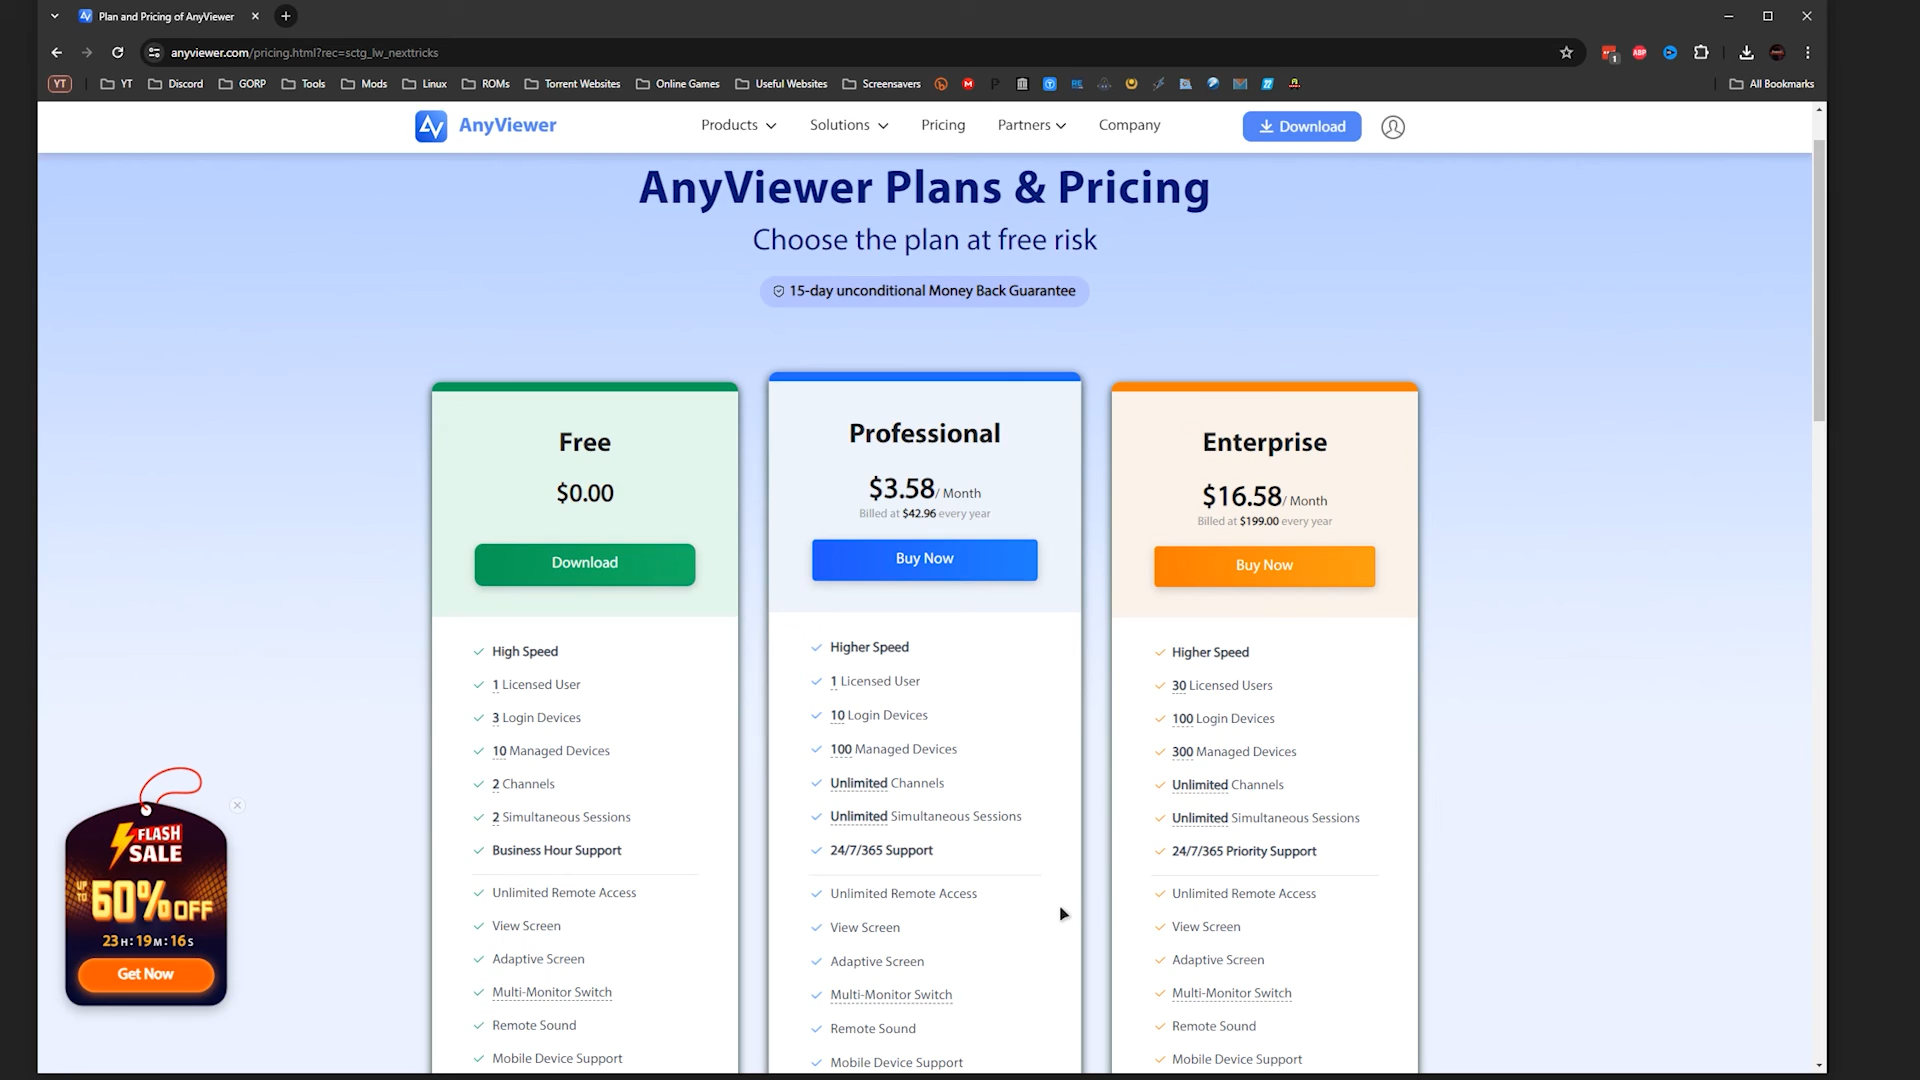 Plan and Pricing of AnyViewer
anyviewer.com/pricing.html?rec=sctg_lw_nexttricks
1
ABP
YT
YT
Discord
GORP
Tools
Mods
Linux
ROMs
Torrent Websites
Online Games
Useful Websites
Screensavers
All Bookmarks
AnyViewer
Products
Solutions
Pricing
Partners
Company
Download
AnyViewer Plans & Pricing
Choose the plan at free risk
15-day unconditional Money Back Guarantee
Free
$0.00
Download
High Speed
1 Licensed User
3 Login Devices
10 Managed Devices
2 Channels
2 Simultaneous Sessions
Business Hour Support
Unlimited Remote Access
View Screen
Adaptive Screen
Multi-Monitor Switch
Remote Sound
Mobile Device Support
Professional
$3.58/ Month
Billed at $42.96 every year
Buy Now
Higher Speed
1 Licensed User
10 Login Devices
100 Managed Devices
Unlimited Channels
Unlimited Simultaneous Sessions
24/7/365 Support
Unlimited Remote Access
View Screen
Adaptive Screen
Multi-Monitor Switch
Remote Sound
Mobile Device Support
Enterprise
$16.58/ Month
Billed at $199.00 every year
Buy Now
Higher Speed
30 Licensed Users
100 Login Devices
300 Managed Devices
Unlimited Channels
Unlimited Simultaneous Sessions
24/7/365 Priority Support
Unlimited Remote Access
View Screen
Adaptive Screen
Multi-Monitor Switch
Remote Sound
Mobile Device Support
FLASH
SALE
UP TO 60% OFF
23H:19M:16S
Get Now